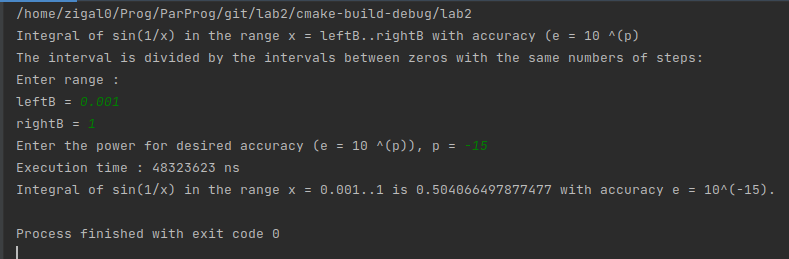 /home/zigal0/Prog/ParProg/git/lab2/cmake-build-debug/lab2
Integral of sin(1/x) in the range x = leftB..rightB with accuracy (e = 10 ^(p)
The interval is divided by the intervals between zeros with the same numbers of steps:
Enter range :
leftB = 0.001
rightB = 1
Enter the power for desired accuracy (e = 10 ^(p)), p = -15
Execution time : 48323623 ns
Integral of sin(1/x) in the range x = 0.001..1 is 0.504066497877477 with accuracy e = 10^(-15).
Process finished with exit code 0